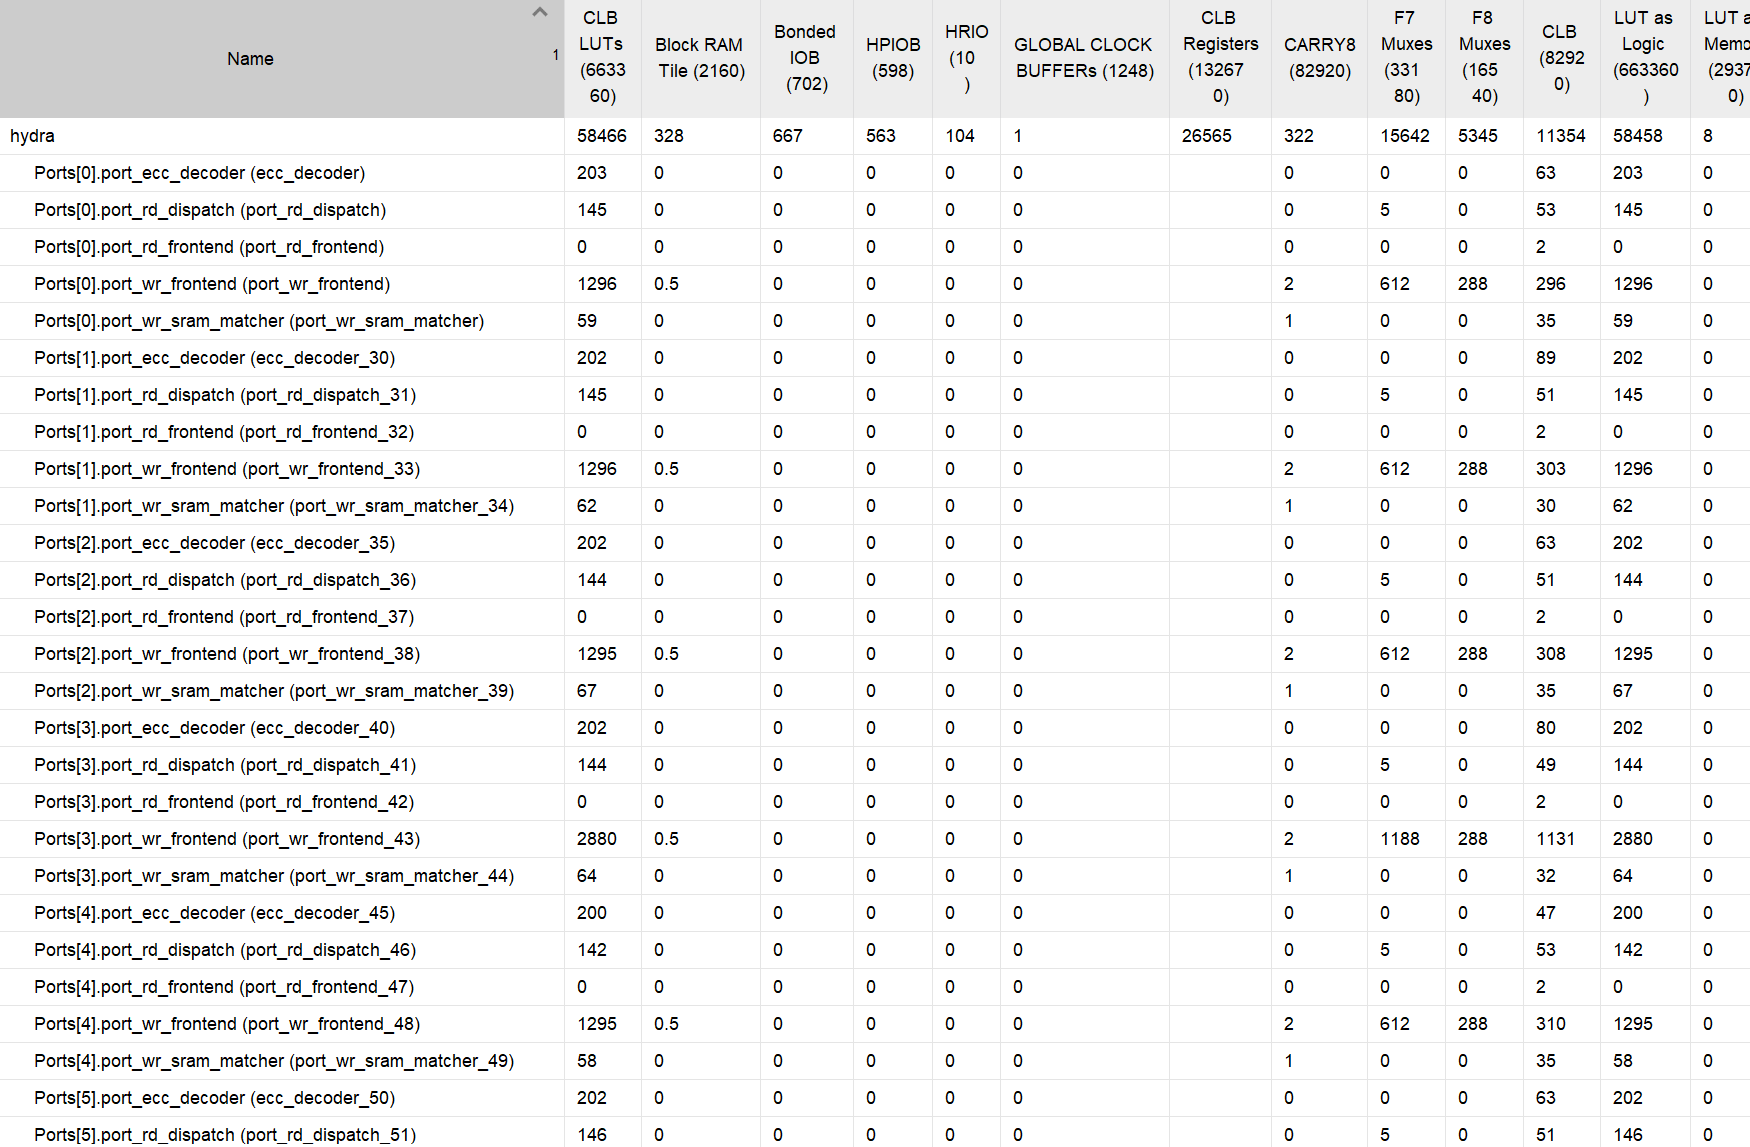 Name 1 CLB LUTs (663360) Block RAM Tile (2160) Bonded IOB (702) HPIOB (598) HRIO (10) GLOBAL CLOCK BUFFERs (1248) CLB Registers (132670) CARRY8 (82920) F7 Muxes (33180) F8 Muxes (16540) CLB (82920) LUT as Logic (663360) LUT a Memo (29370)
hydra 58466 328 667 563 104 1 26565 322 15642 5345 11354 58458 8
Ports[0].port_ecc_decoder (ecc_decoder) 203 0 0 0 0 0 0 0 0 63 203 0
Ports[0].port_rd_dispatch (port_rd_dispatch) 145 0 0 0 0 0 0 5 0 53 145 0
Ports[0].port_rd_frontend (port_rd_frontend) 0 0 0 0 0 0 0 0 0 2 0 0
Ports[0].port_wr_frontend (port_wr_frontend) 1296 0.5 0 0 0 0 2 612 288 296 1296 0
Ports[0].port_wr_sram_matcher (port_wr_sram_matcher) 59 0 0 0 0 0 1 0 0 35 59 0
Ports[1].port_ecc_decoder (ecc_decoder_30) 202 0 0 0 0 0 0 0 0 89 202 0
Ports[1].port_rd_dispatch (port_rd_dispatch_31) 145 0 0 0 0 0 0 5 0 51 145 0
Ports[1].port_rd_frontend (port_rd_frontend_32) 0 0 0 0 0 0 0 0 0 2 0 0
Ports[1].port_wr_frontend (port_wr_frontend_33) 1296 0.5 0 0 0 0 2 612 288 303 1296 0
Ports[1].port_wr_sram_matcher (port_wr_sram_matcher_34) 62 0 0 0 0 0 1 0 0 30 62 0
Ports[2].port_ecc_decoder (ecc_decoder_35) 202 0 0 0 0 0 0 0 0 63 202 0
Ports[2].port_rd_dispatch (port_rd_dispatch_36) 144 0 0 0 0 0 0 5 0 51 144 0
Ports[2].port_rd_frontend (port_rd_frontend_37) 0 0 0 0 0 0 0 0 0 2 0 0
Ports[2].port_wr_frontend (port_wr_frontend_38) 1295 0.5 0 0 0 0 2 612 288 308 1295 0
Ports[2].port_wr_sram_matcher (port_wr_sram_matcher_39) 67 0 0 0 0 0 1 0 0 35 67 0
Ports[3].port_ecc_decoder (ecc_decoder_40) 202 0 0 0 0 0 0 0 0 80 202 0
Ports[3].port_rd_dispatch (port_rd_dispatch_41) 144 0 0 0 0 0 0 5 0 49 144 0
Ports[3].port_rd_frontend (port_rd_frontend_42) 0 0 0 0 0 0 0 0 0 2 0 0
Ports[3].port_wr_frontend (port_wr_frontend_43) 2880 0.5 0 0 0 0 2 1188 288 1131 2880 0
Ports[3].port_wr_sram_matcher (port_wr_sram_matcher_44) 64 0 0 0 0 0 1 0 0 32 64 0
Ports[4].port_ecc_decoder (ecc_decoder_45) 200 0 0 0 0 0 0 0 0 47 200 0
Ports[4].port_rd_dispatch (port_rd_dispatch_46) 142 0 0 0 0 0 0 5 0 53 142 0
Ports[4].port_rd_frontend (port_rd_frontend_47) 0 0 0 0 0 0 0 0 0 2 0 0
Ports[4].port_wr_frontend (port_wr_frontend_48) 1295 0.5 0 0 0 0 2 612 288 310 1295 0
Ports[4].port_wr_sram_matcher (port_wr_sram_matcher_49) 58 0 0 0 0 0 1 0 0 35 58 0
Ports[5].port_ecc_decoder (ecc_decoder_50) 202 0 0 0 0 0 0 0 0 63 202 0
Ports[5].port_rd_dispatch (port_rd_dispatch_51) 146 0 0 0 0 0 0 5 0 51 146 0